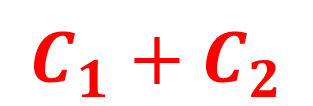 C₁ + C₂